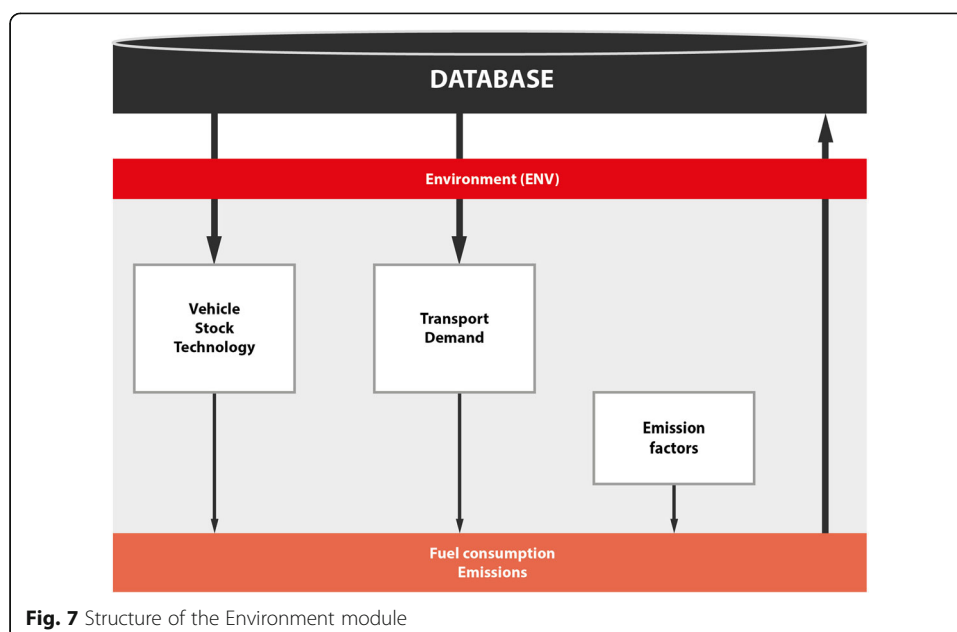 DATABASE
Environment (ENV)
Vehicle
Stock
Technology
Transport
Demand
Emission
factors
Fuel consumption
Emissions
Fig. 7 Structure of the Environment module